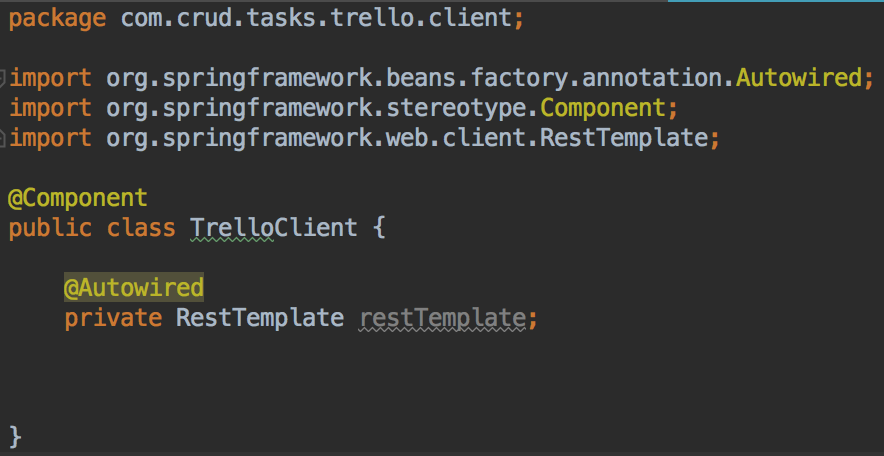 package com.crud.tasks.trello.client;
import org.springframework.beans.factory.annotation.Autowired;
import org.springframework.stereotype.Component;
import org.springframework.web.client.RestTemplate;
@Component
public class TrelloClient {
@Autowired
private RestTemplate restTemplate;
}